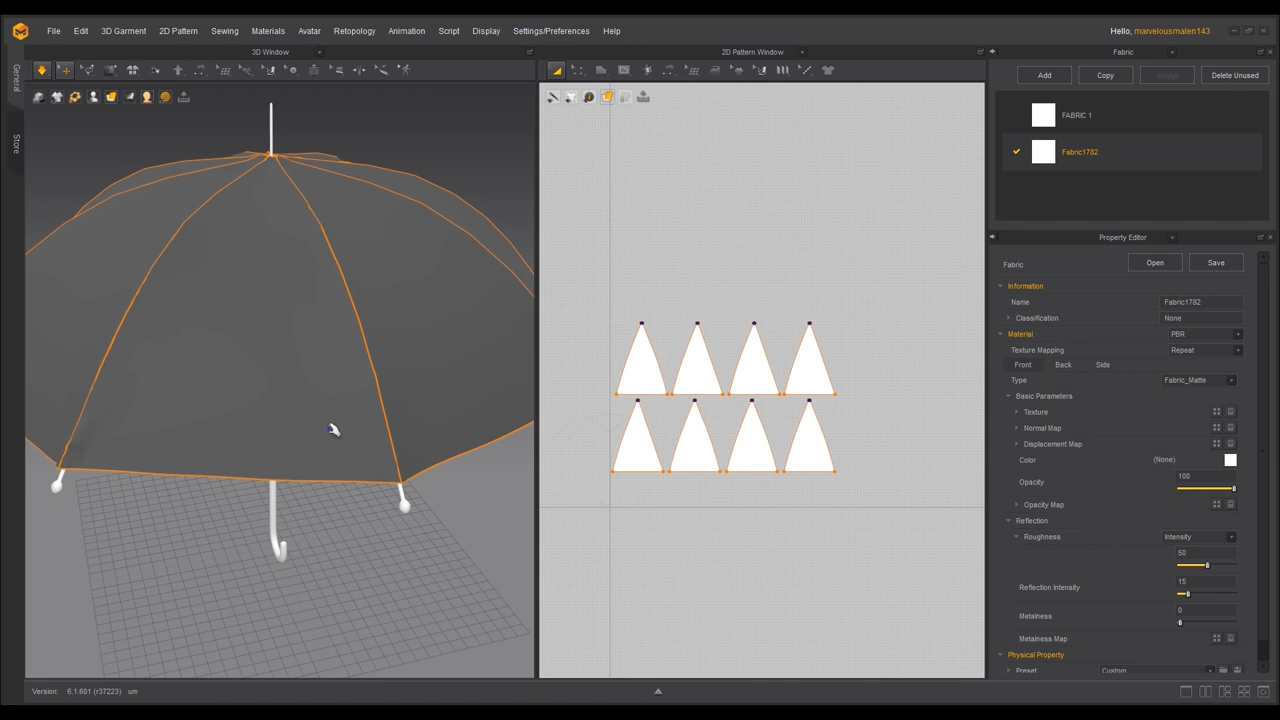 File Edit 3D Garment 2D Pattern Sewing Materials Avatar Retopology Animation Script Display Settings/Preferences Help Hello, marvelousmalen143
3D Window 2D Pattern Window Fabric
General
Store
Add Copy Assign Delete Unused
FABRIC 1
Fabric1782
Property Editor
Fabric Open Save
Information
Name Fabric1782
Classification None
Material PBR
Texture Mapping Repeat
Front Back Side
Type Fabric_Matte
Basic Parameters
Texture
Normal Map
Displacement Map
Color (None)
Opacity 100
Opacity Map
Reflection
Roughness Intensity
50
Reflection Intensity 15
Metalness 0
Metalness Map
Physical Property
Preset Custom
Version: 6.1.601 (r37223) um